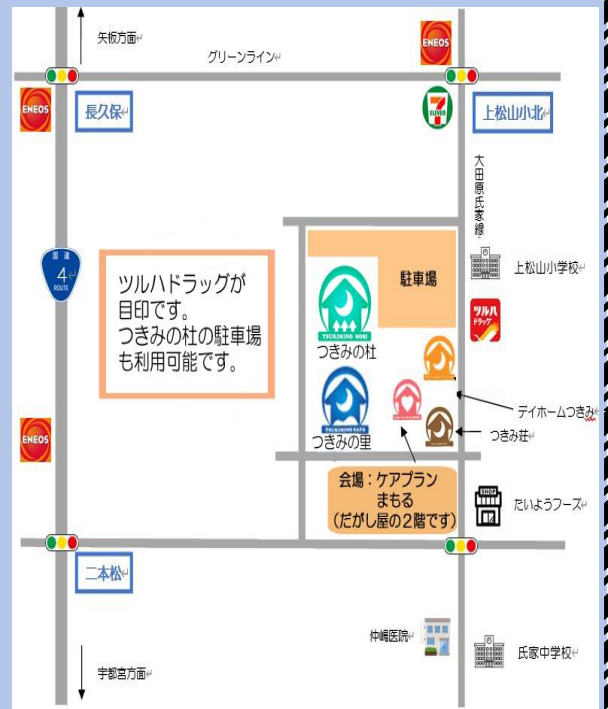 矢板方面
グリーンライン
ENEOS
ENEOS
長久保
7
ELEVEN
上松山小北
大田原氏家線
国道
4
ROUTE
ツルハドラッグが
目印です。
つきみの杜の駐車場
も利用可能です。
駐車場
上松山小学校
ツルハ
ドラッグ
TSUKIMINO MORI
つきみの杜
デイホームつきみ
ENEOS
TSUKIMINO SATO
つきみの里
つきみ荘
会場:ケアプラン
まもる
(だがし屋の2階です)
SHOP
たいようフーズ
二本松
仲嶋医院
氏家中学校
宇都宮方面